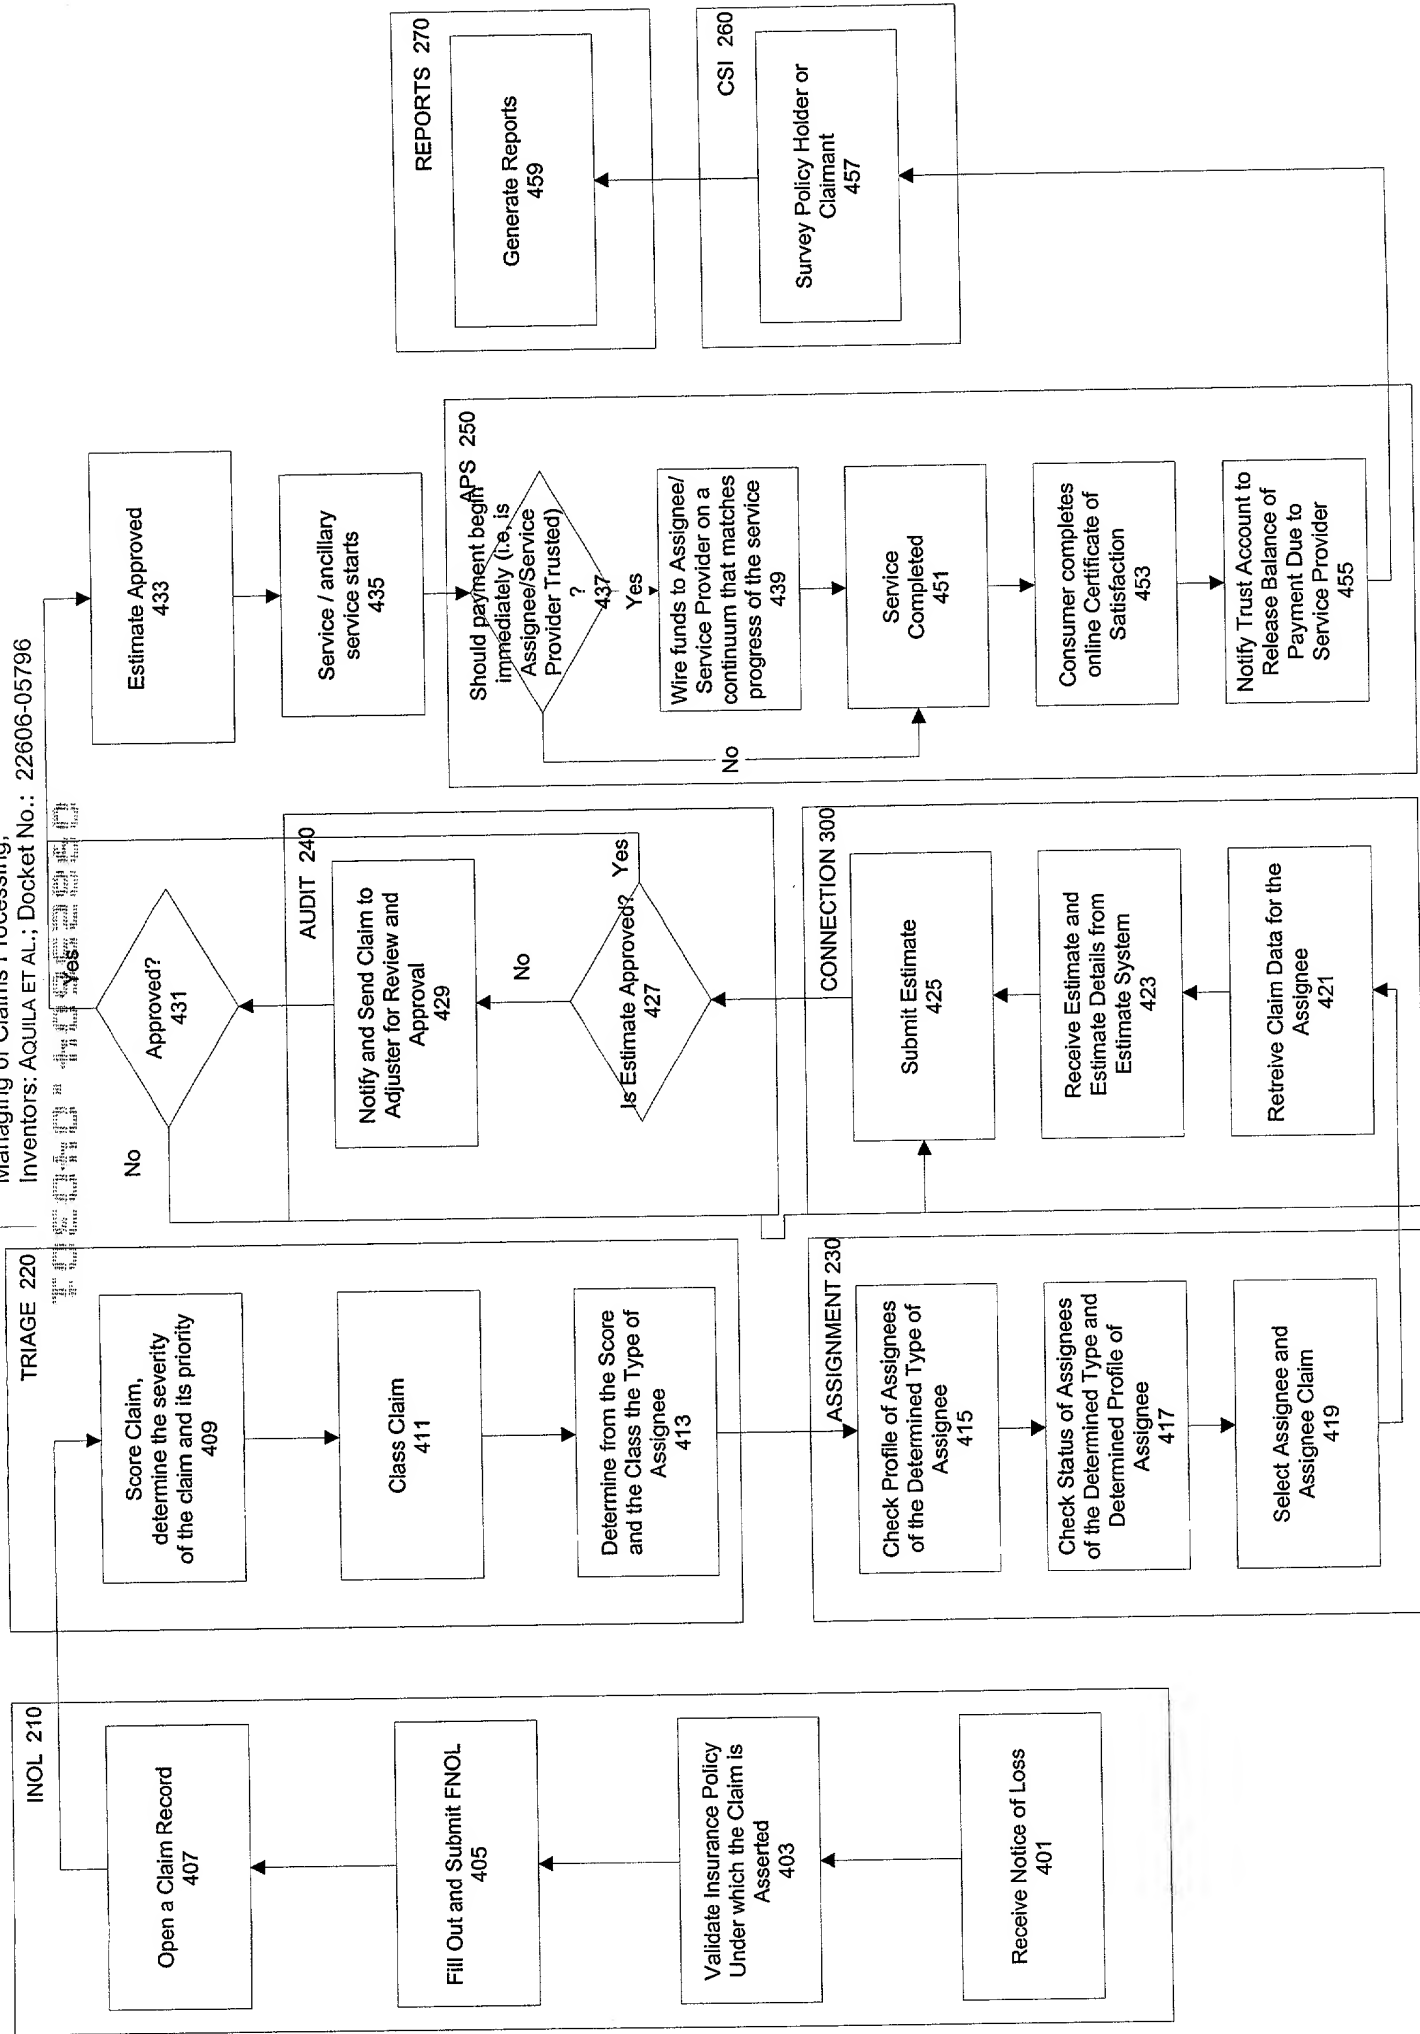 Managing of Claims Processing,
Inventors: AQUILA ET AL.; Docket No.: 22606-05796
INOL 210
Open a Claim Record
407
Fill Out and Submit FNOL
405
Validate Insurance Policy
Under which the Claim is
Asserted
403
Receive Notice of Loss
401
TRIAGE 220
Score Claim,
determine the severity
of the claim and its priority
409
Class Claim
411
Determine from the Score
and the Class the Type of
Assignee
413
ASSIGNMENT 230
Check Profile of Assignees
of the Determined Type of
Assignee
415
Check Status of Assignees
of the Determined Type and
Determined Profile of
Assignee
417
Select Assignee and
Assignee Claim
419
Yes
Approved?
431
No
AUDIT 240
Notify and Send Claim to
Adjuster for Review and
Approval
429
No
Yes
Is Estimate Approved?
427
CONNECTION 300
Submit Estimate
425
Receive Estimate and
Estimate Details from
Estimate System
423
Retreive Claim Data for the
Assignee
421
Estimate Approved
433
Service / ancillary
service starts
435
APS 250
Should payment begin
immediately (i.e, is
Assignee/Service
Provider Trusted)
?
437
Yes
No
Wire funds to Assignee/
Service Provider on a
continuum that matches
progress of the service
439
Service
Completed
451
Consumer completes
online Certificate of
Satisfaction
453
Notify Trust Account to
Release Balance of
Payment Due to
Service Provider
455
REPORTS 270
Generate Reports
459
CSI 260
Survey Policy Holder or
Claimant
457